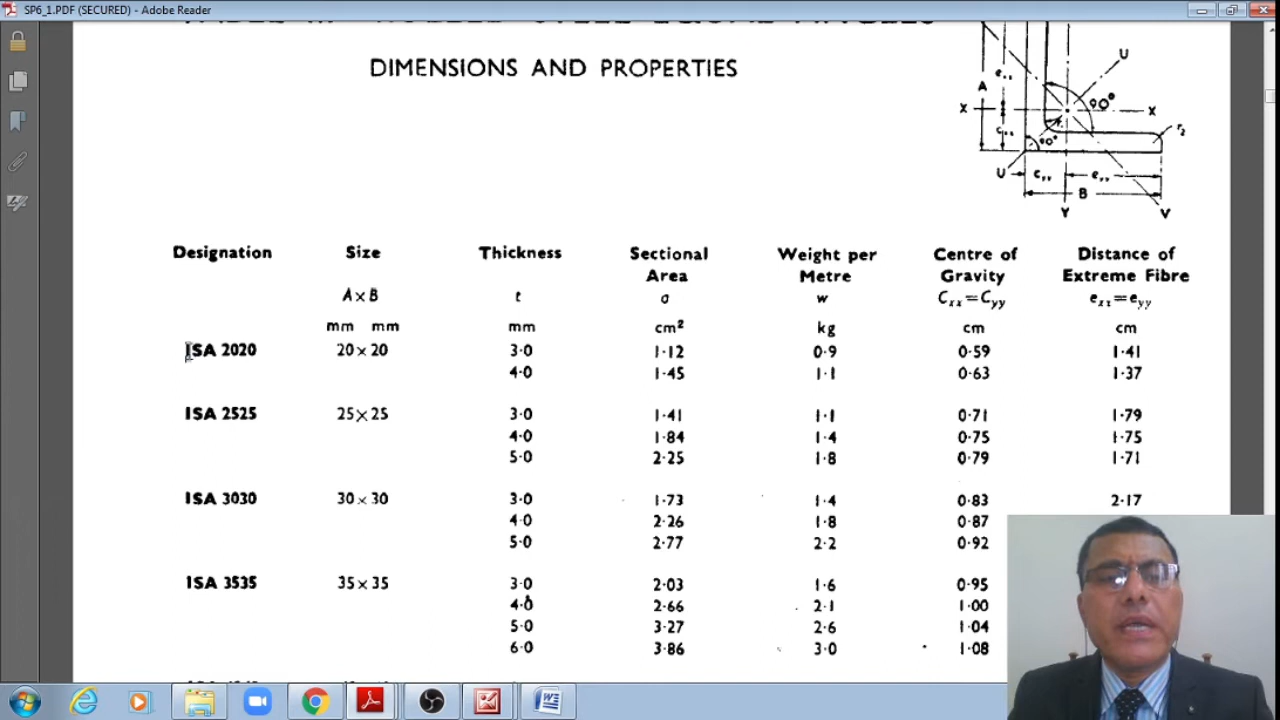 SP6_1.PDF (SECURED) - Adobe Reader
DIMENSIONS AND PROPERTIES
U
A
90°
X X
90° r2
U Cyy eyy
B
Y V
Designation Size Thickness Sectional Area Weight per Metre Centre of Gravity Distance of Extreme Fibre
A×B t a w Cxx=Cyy exx=eyy
mm mm mm cm² kg cm cm
ISA 2020 20×20 3·0 1·12 0·9 0·59 1·41
4·0 1·45 1·1 0·63 1·37
ISA 2525 25×25 3·0 1·41 1·1 0·71 1·79
4·0 1·84 1·4 0·75 1·75
5·0 2·25 1·8 0·79 1·71
ISA 3030 30×30 3·0 1·73 1·4 0·83 2·17
4·0 2·26 1·8 0·87
5·0 2·77 2·2 0·92
ISA 3535 35×35 3·0 2·03 1·6 0·95
4·0 2·66 2·1 1·00
5·0 3·27 2·6 1·04
6·0 3·86 3·0 1·08